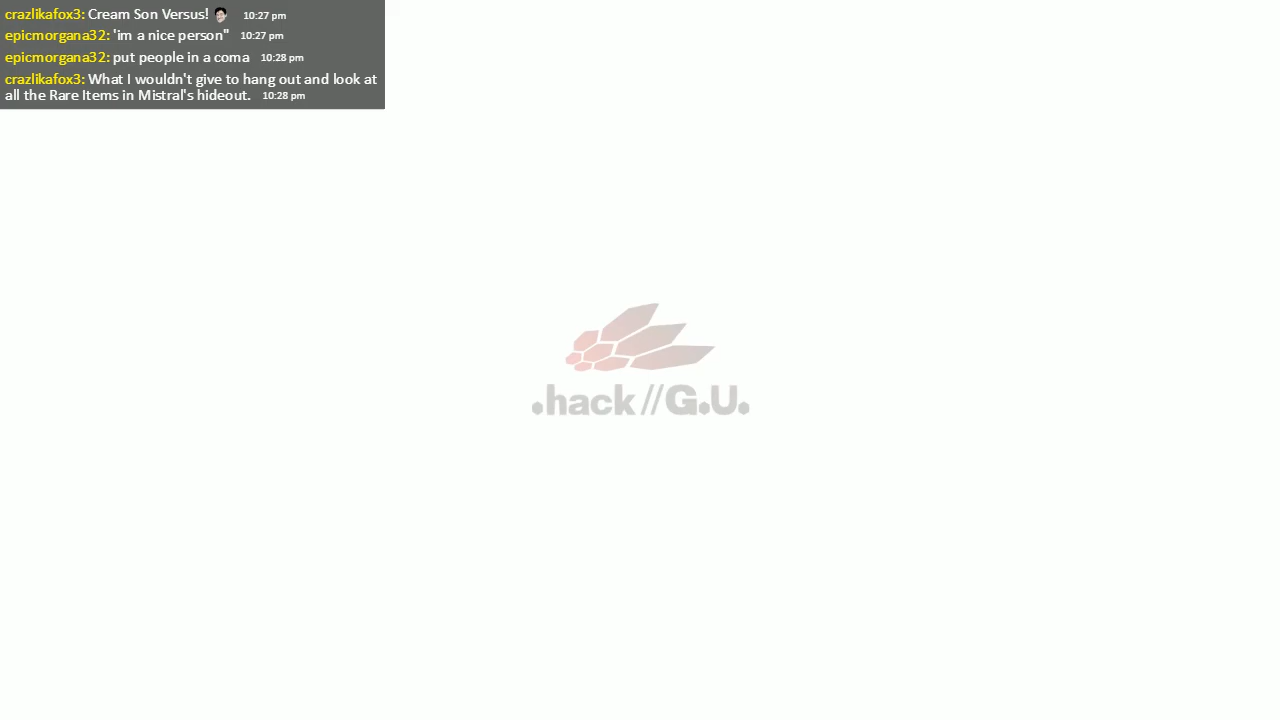 crazlikafox3: Cream Son Versus! 10:27 pm
epicmorgana32: 'im a nice person" 10:27 pm
epicmorgana32: put people in a coma 10:28 pm
crazlikafox3: What I wouldn't give to hang out and look at
all the Rare Items in Mistral's hideout. 10:28 pm
.hack//G.U.